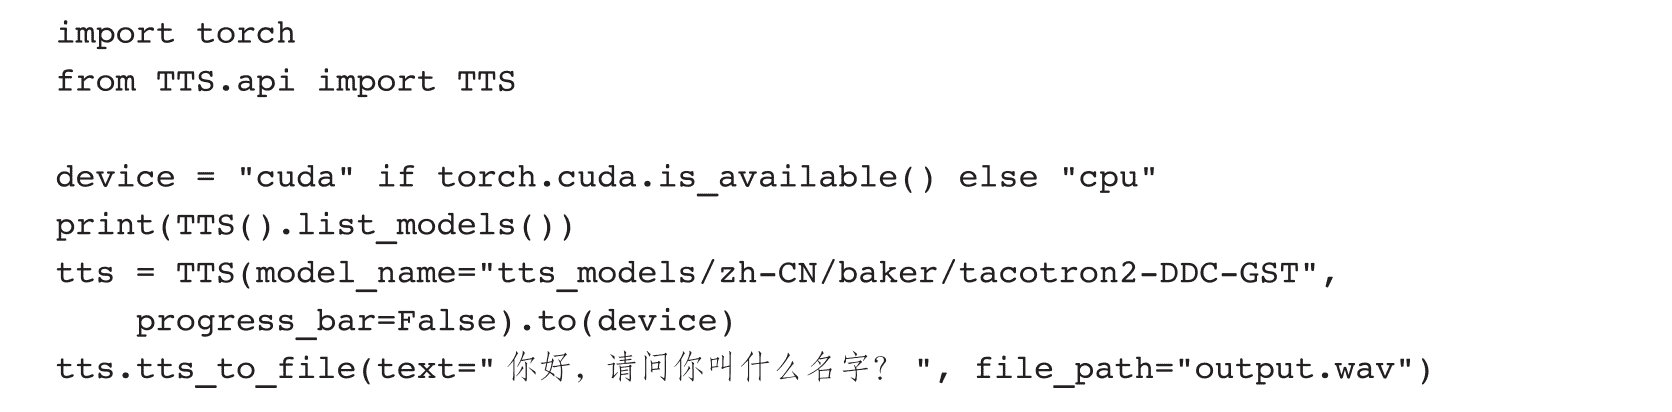 import torch
from TTS.api import TTS

device = "cuda" if torch.cuda.is_available() else "cpu"
print(TTS().list_models())
tts = TTS(model_name="tts_models/zh-CN/baker/tacotron2-DDC-GST",
    progress_bar=False).to(device)
tts.tts_to_file(text=" 你好，请问你叫什么名字？ ", file_path="output.wav")